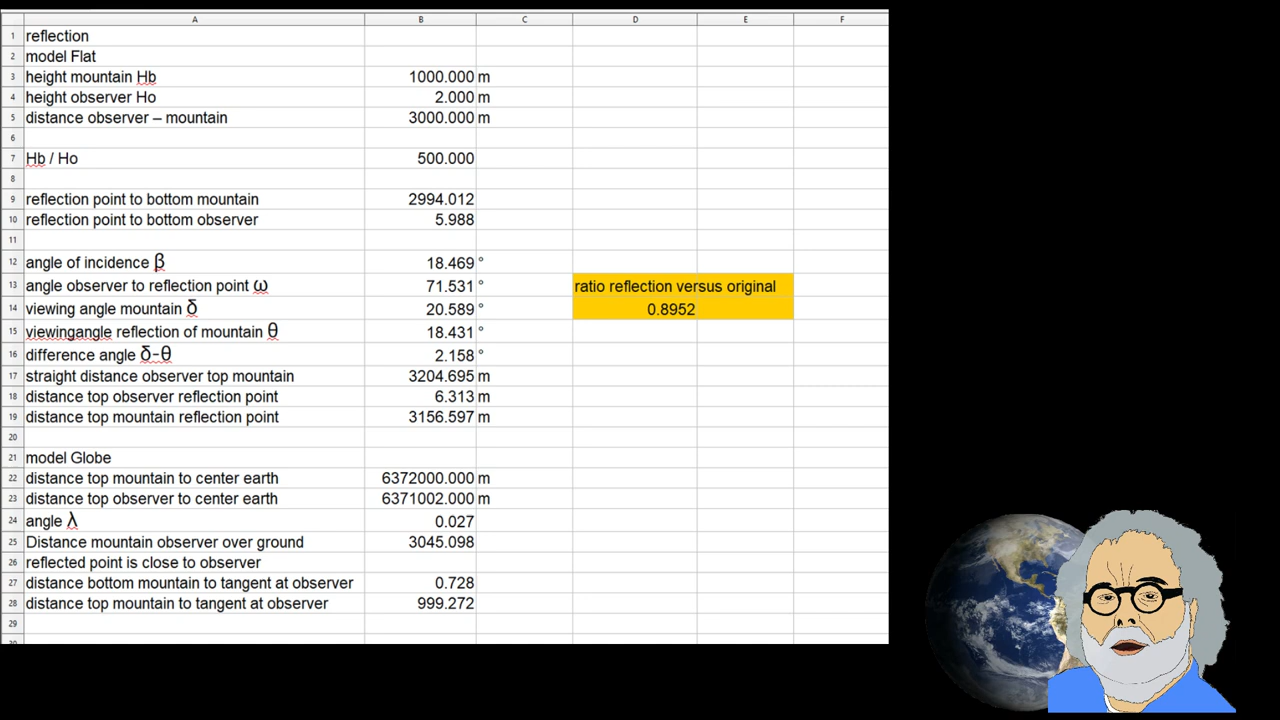 A B C D E F
1 reflection
2 model Flat
3 height mountain Hb 1000.000 m
4 height observer Ho 2.000 m
5 distance observer – mountain 3000.000 m
6
7 Hb / Ho 500.000
8
9 reflection point to bottom mountain 2994.012
10 reflection point to bottom observer 5.988
11
12 angle of incidence β 18.469 °
13 angle observer to reflection point ω 71.531 ° ratio reflection versus original
14 viewing angle mountain δ 20.589 ° 0.8952
15 viewingangle reflection of mountain θ 18.431 °
16 difference angle δ-θ 2.158 °
17 straight distance observer top mountain 3204.695 m
18 distance top observer reflection point 6.313 m
19 distance top mountain reflection point 3156.597 m
20
21 model Globe
22 distance top mountain to center earth 6372000.000 m
23 distance top observer to center earth 6371002.000 m
24 angle λ 0.027
25 Distance mountain observer over ground 3045.098
26 reflected point is close to observer
27 distance bottom mountain to tangent at observer 0.728
28 distance top mountain to tangent at observer 999.272
29